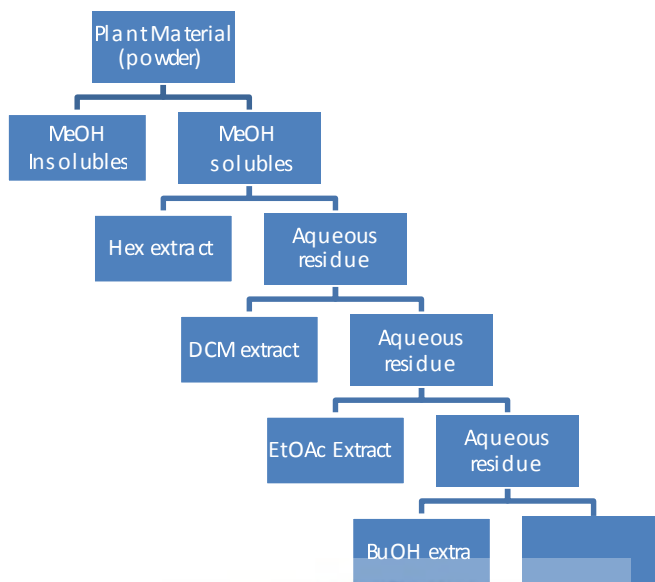 Plant Material
(powder)
MeOH
Insolubles
MeOH
solubles
Hex extract
Aqueous
residue
DCM extract
Aqueous
residue
EtOAc Extract
Aqueous
residue
BuOH extra